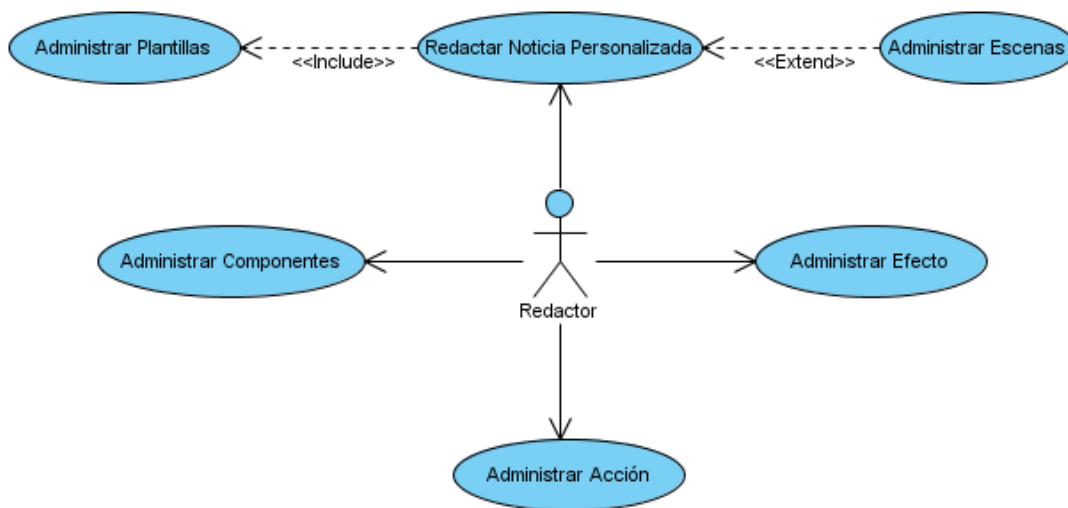 Administrar Plantillas
Redactar Noticia Personalizada
Administrar Escenas
<<Include>>
<<Extend>>
Administrar Componentes
Administrar Efecto
Redactor
Administrar Acción